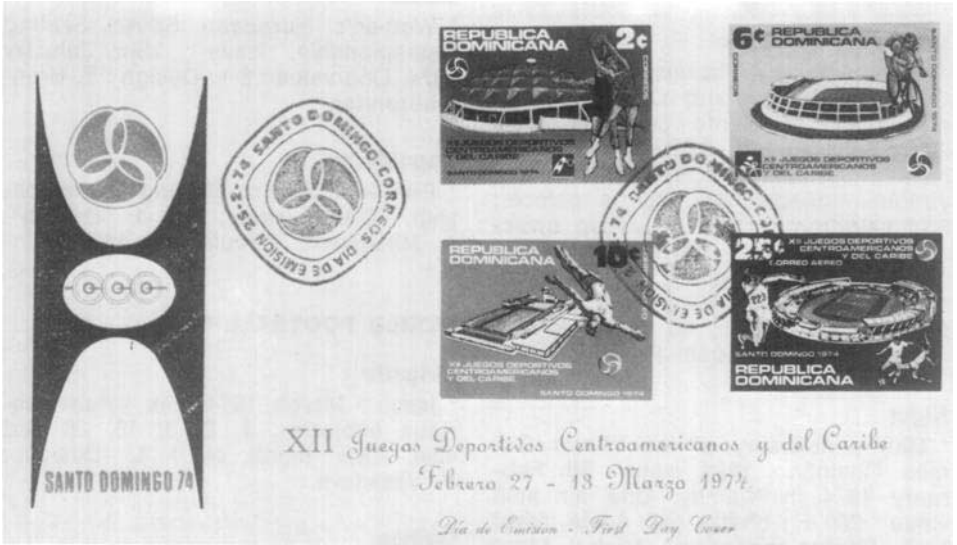 SANTO DOMINGO 74
25-2-74 SANTO DOMINGO-CORREOS DIA DE EMISION
REPUBLICA
DOMINICANA
2¢
CORREOS
XII JUEGOS DEPORTIVOS
CENTROAMERICANOS
Y DEL CARIBE
SANTO DOMINGO 1974
6¢ REPUBLICA
DOMINICANA
CORREOS
SANTO DOMINGO 1974
XII JUEGOS DEPORTIVOS
CENTROAMERICANOS
Y DEL CARIBE
REPUBLICA
DOMINICANA
10¢
XII JUEGOS DEPORTIVOS
CENTROAMERICANOS
Y DEL CARIBE
SANTO DOMINGO 1974
25¢ XII JUEGOS DEPORTIVOS
CENTROAMERICANOS
Y DEL CARIBE
CORREO AEREO
223
SANTO DOMINGO 1974
REPUBLICA
DOMINICANA
XII Juegos Deportivos Centroamericanos y del Caribe
Febrero 27 - 13 Marzo 1974.
Día de Emision - First Day Cover